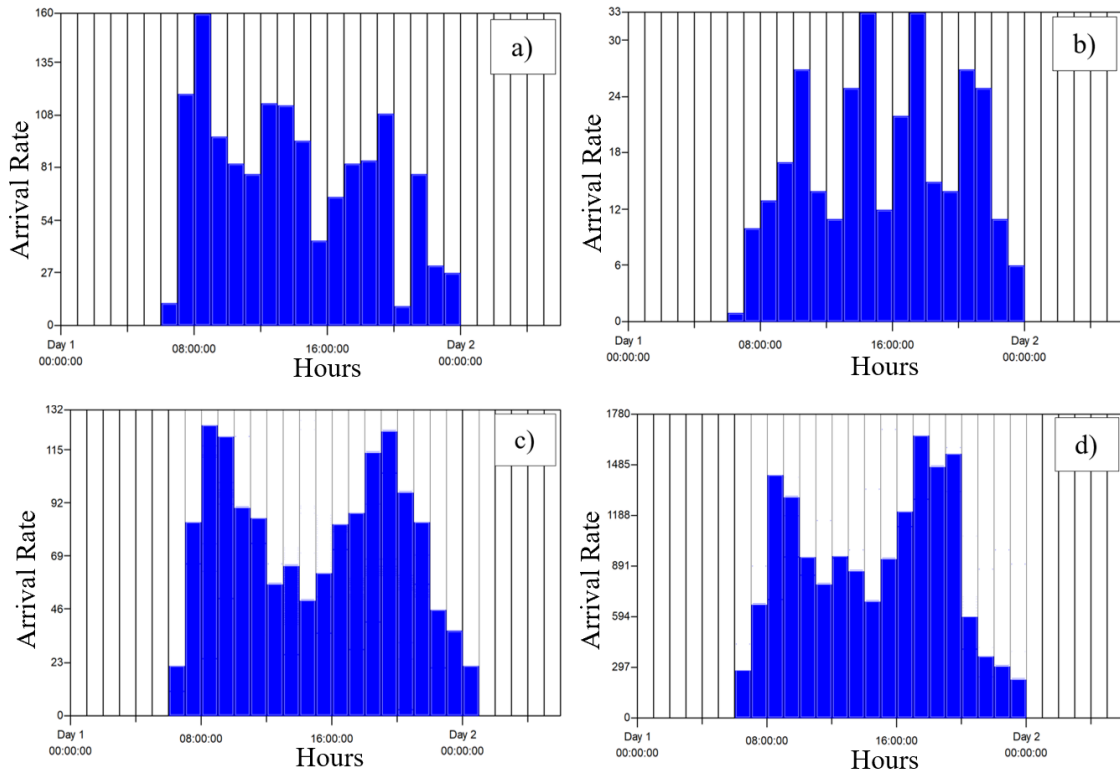 160
135
108
81
54
27
0
Arrival Rate
a)
Day 1
00:00:00
08:00:00
16:00:00
Day 2
00:00:00
Hours
33
24
18
12
6
0
Arrival Rate
b)
Day 1
00:00:00
08:00:00
16:00:00
Day 2
00:00:00
Hours
132
115
92
69
46
23
0
Arrival Rate
c)
Day 1
00:00:00
08:00:00
16:00:00
Day 2
00:00:00
Hours
1780
1485
1188
891
594
297
0
Arrival Rate
d)
Day 1
00:00:00
08:00:00
16:00:00
Day 2
00:00:00
Hours